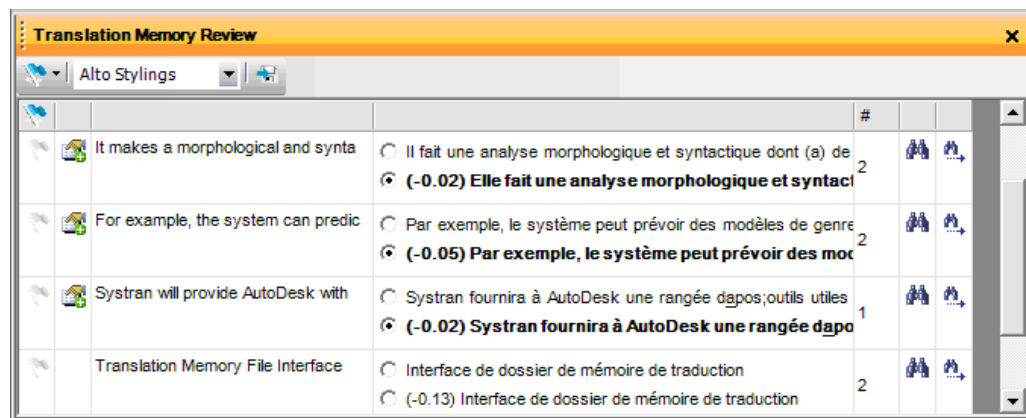 Translation Memory Review
Alto Stylings
#
It makes a morphological and synta
Il fait une analyse morphologique et syntactique dont (a) de
(-0.02) Elle fait une analyse morphologique et syntact
2
For example, the system can predic
Par exemple, le système peut prévoir des modèles de genre
(-0.05) Par exemple, le système peut prévoir des mod
2
Systran will provide AutoDesk with
Systran fournira à AutoDesk une rangée dapos;outils utiles
(-0.02) Systran fournira à AutoDesk une rangée dapo
1
Translation Memory File Interface
Interface de dossier de mémoire de traduction
(-0.13) Interface de dossier de mémoire de traduction
2